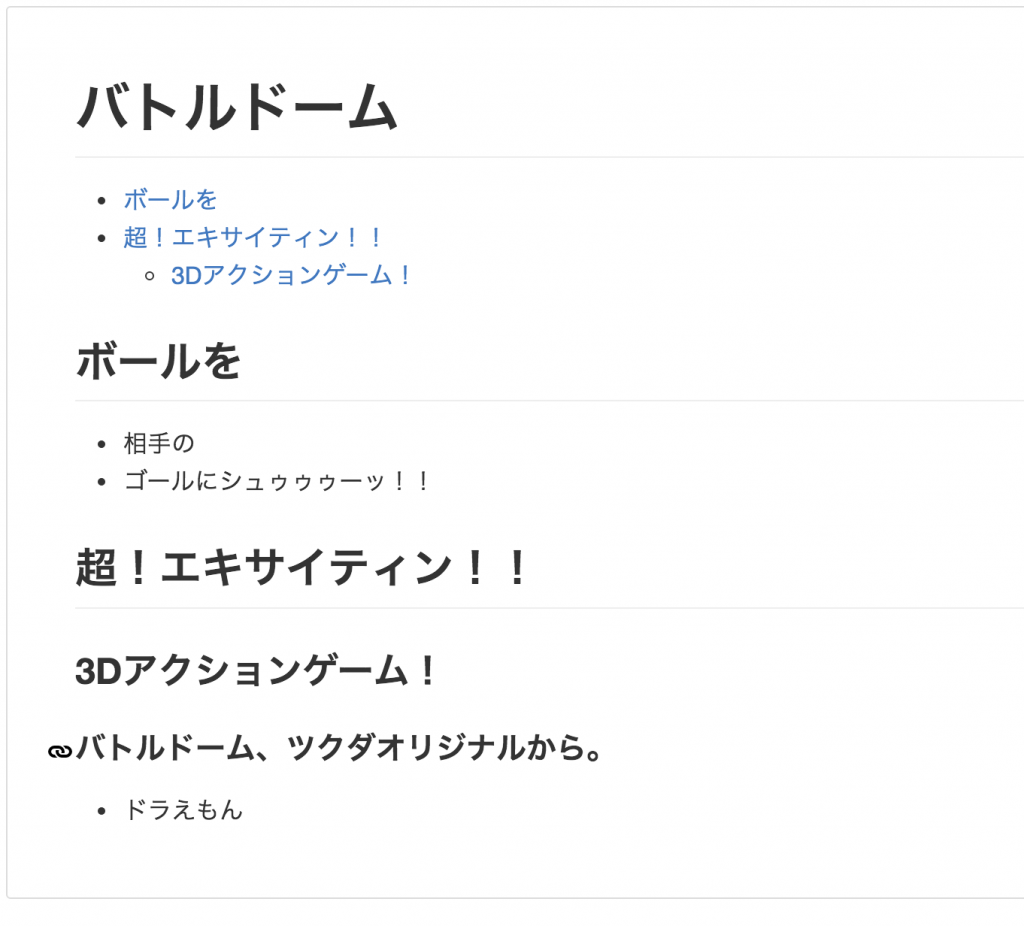 バトルドーム
ボールを
超！エキサイティン！！
3Dアクションゲーム！
ボールを
相手の
ゴールにシュゥゥゥーッ！！
超！エキサイティン！！
3Dアクションゲーム！
バトルドーム、ツクダオリジナルから。
ドラえもん